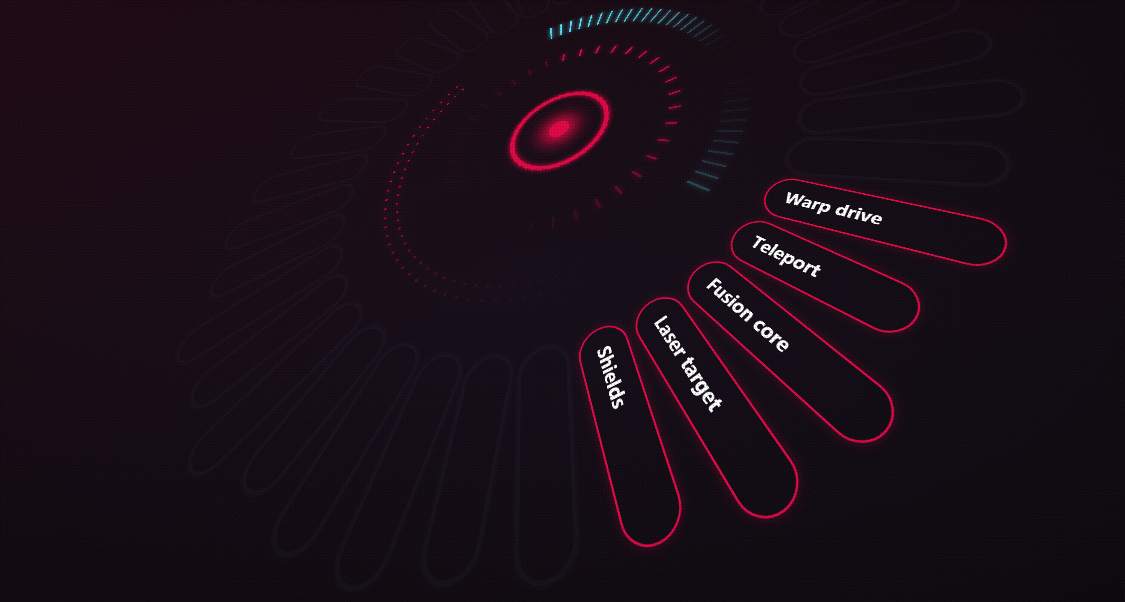 Warp drive
Teleport
Fusion core
Laser target
Shields